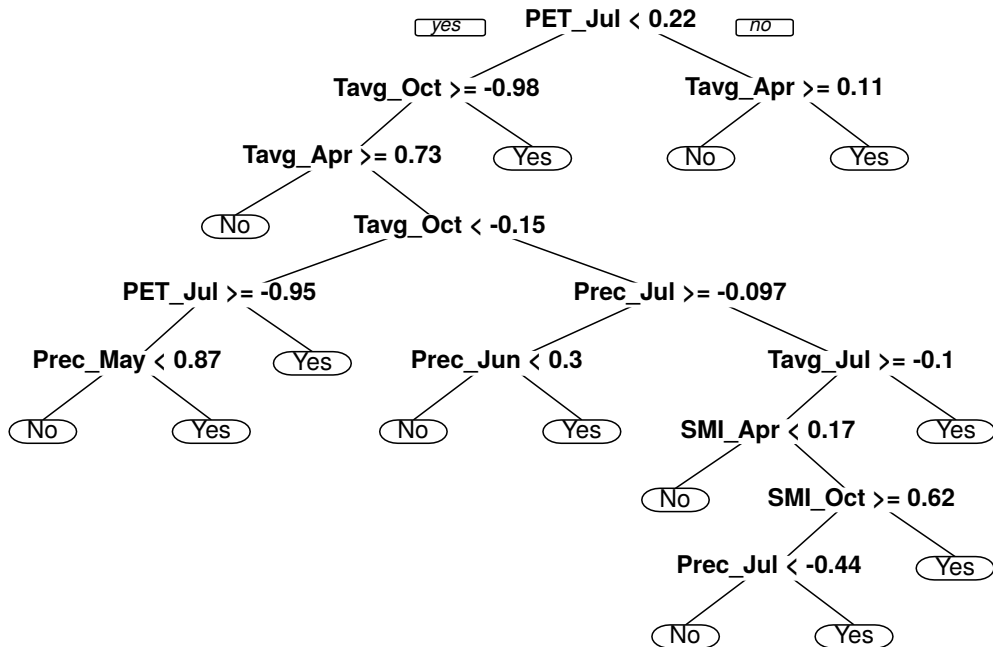 yes PET_Jul < 0.22 no
Tavg_Oct >= -0.98 Tavg_Apr >= 0.11
Tavg_Apr >= 0.73 Yes No Yes
No Tavg_Oct < -0.15
PET_Jul >= -0.95 Prec_Jul >= -0.097
Prec_May < 0.87 Yes Prec_Jun < 0.3 Tavg_Jul >= -0.1
No Yes No Yes SMI_Apr < 0.17 Yes
No SMI_Oct >= 0.62
Prec_Jul < -0.44 Yes
No Yes